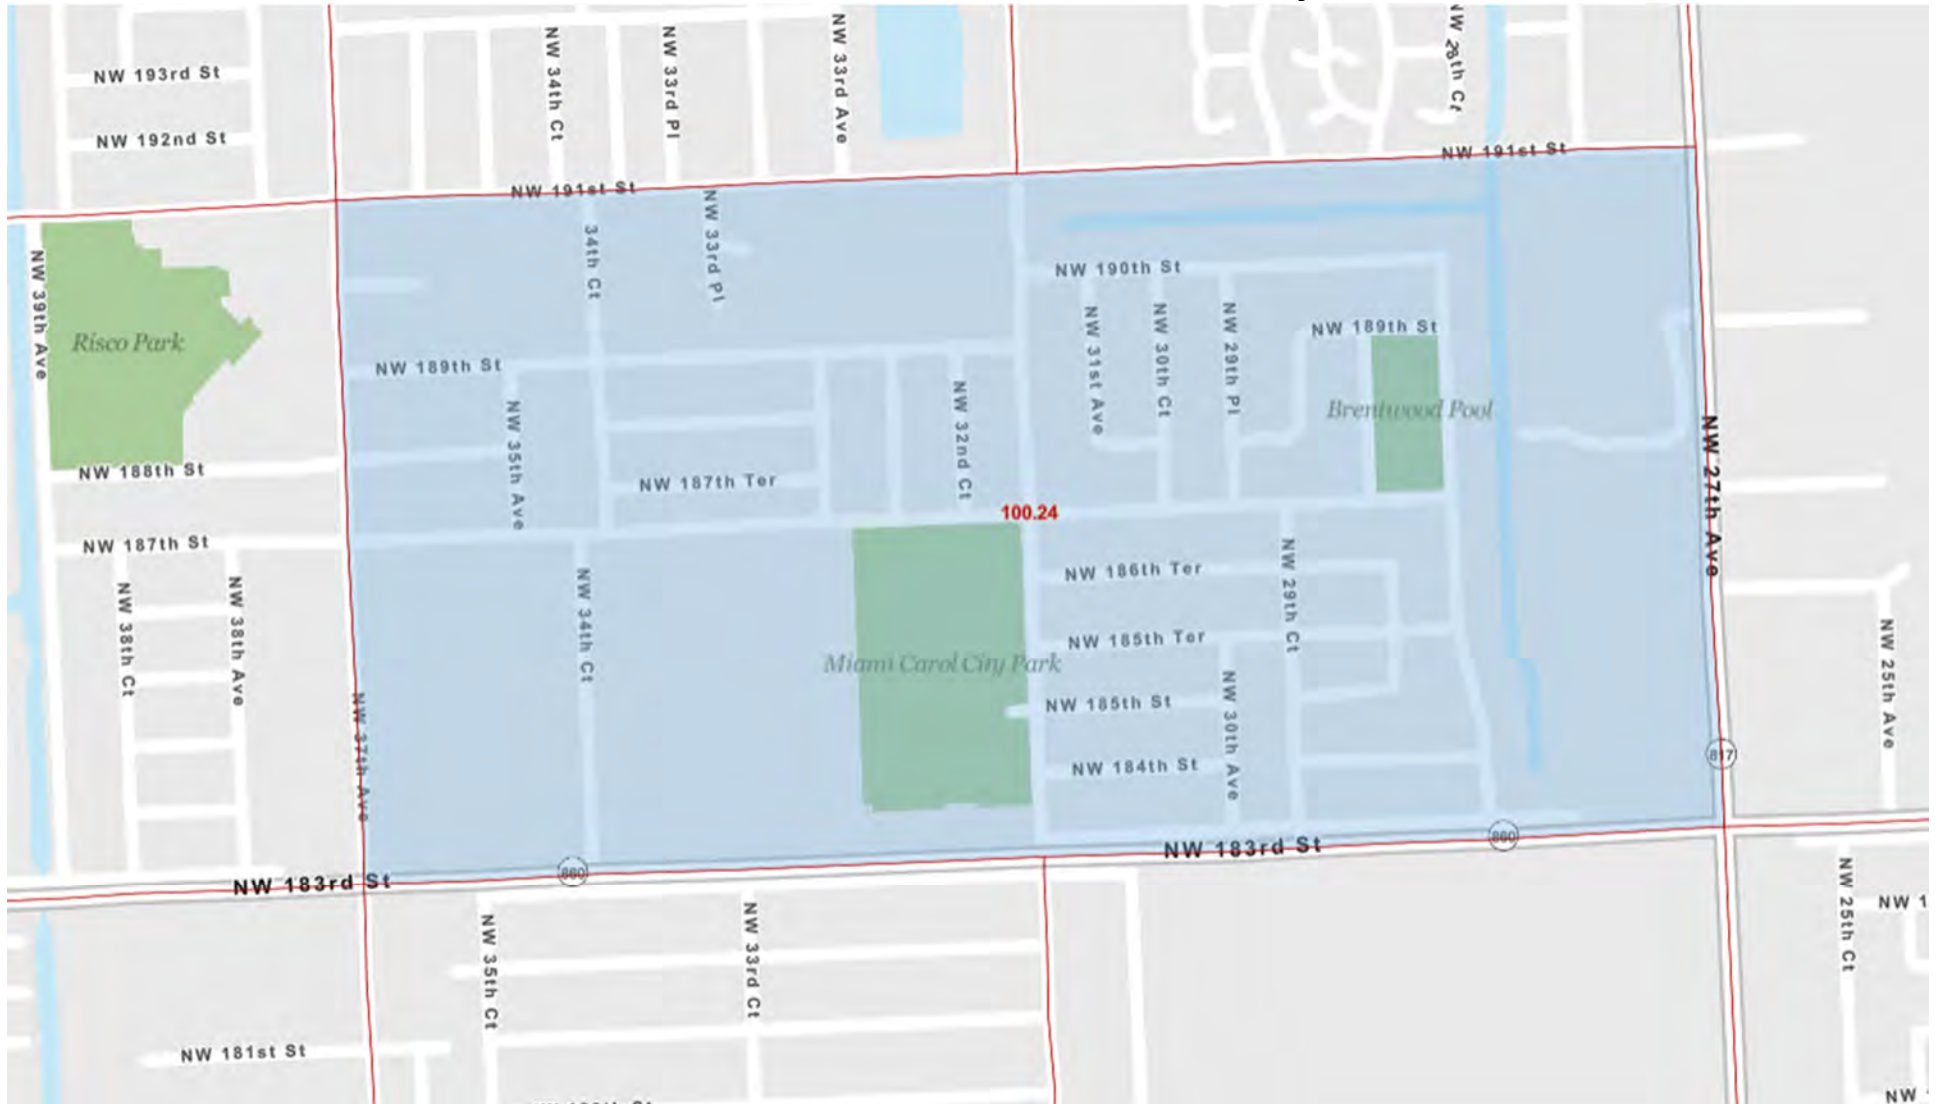 NW 193rd St
NW 192nd St
NW 34th Ct
NW 33rd Pl
NW 33rd Ave
NW 28th Ct
NW 191st St
NW 191st St
NW 39th Ave
Risco Park
34th Ct
NW 33rd Pl
NW 190th St
NW 189th St
NW 31st Ave
NW 30th Ct
NW 29th Pl
NW 189th St
Brentwood Pool
NW 35th Ave
NW 32nd Ct
NW 27th Ave
NW 188th St
NW 187th Ter
100.24
NW 187th St
NW 38th Ct
NW 38th Ave
NW 34th Ct
NW 186th Ter
NW 29th Ct
NW 185th Ter
Miami Carol City Park
NW 185th St
NW 30th Ave
NW 25th Ave
NW 37th Ave
NW 184th St
817
860
NW 183rd St
860
NW 183rd St
NW 35th Ct
NW 33rd Ct
NW 25th Ct
NW 1
NW 181st St
NW